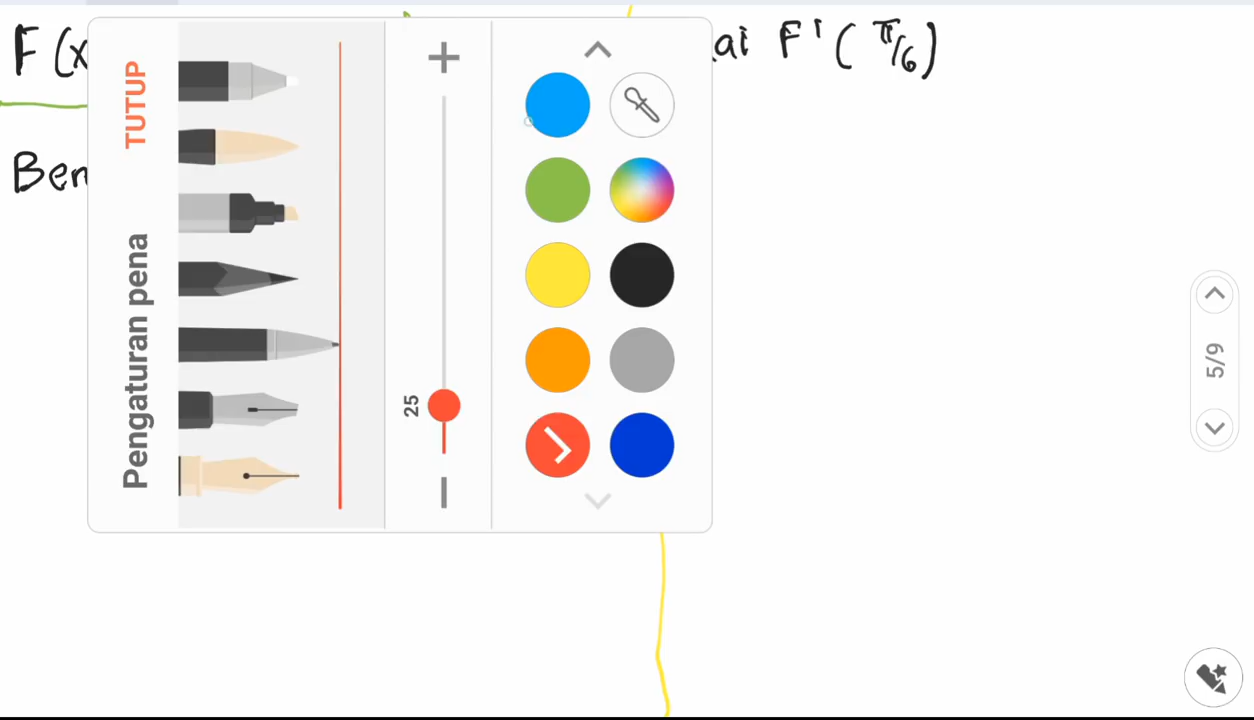 F(x ai F'(π/6)
Ben
TUTUP
Pengaturan pena
25
5/9